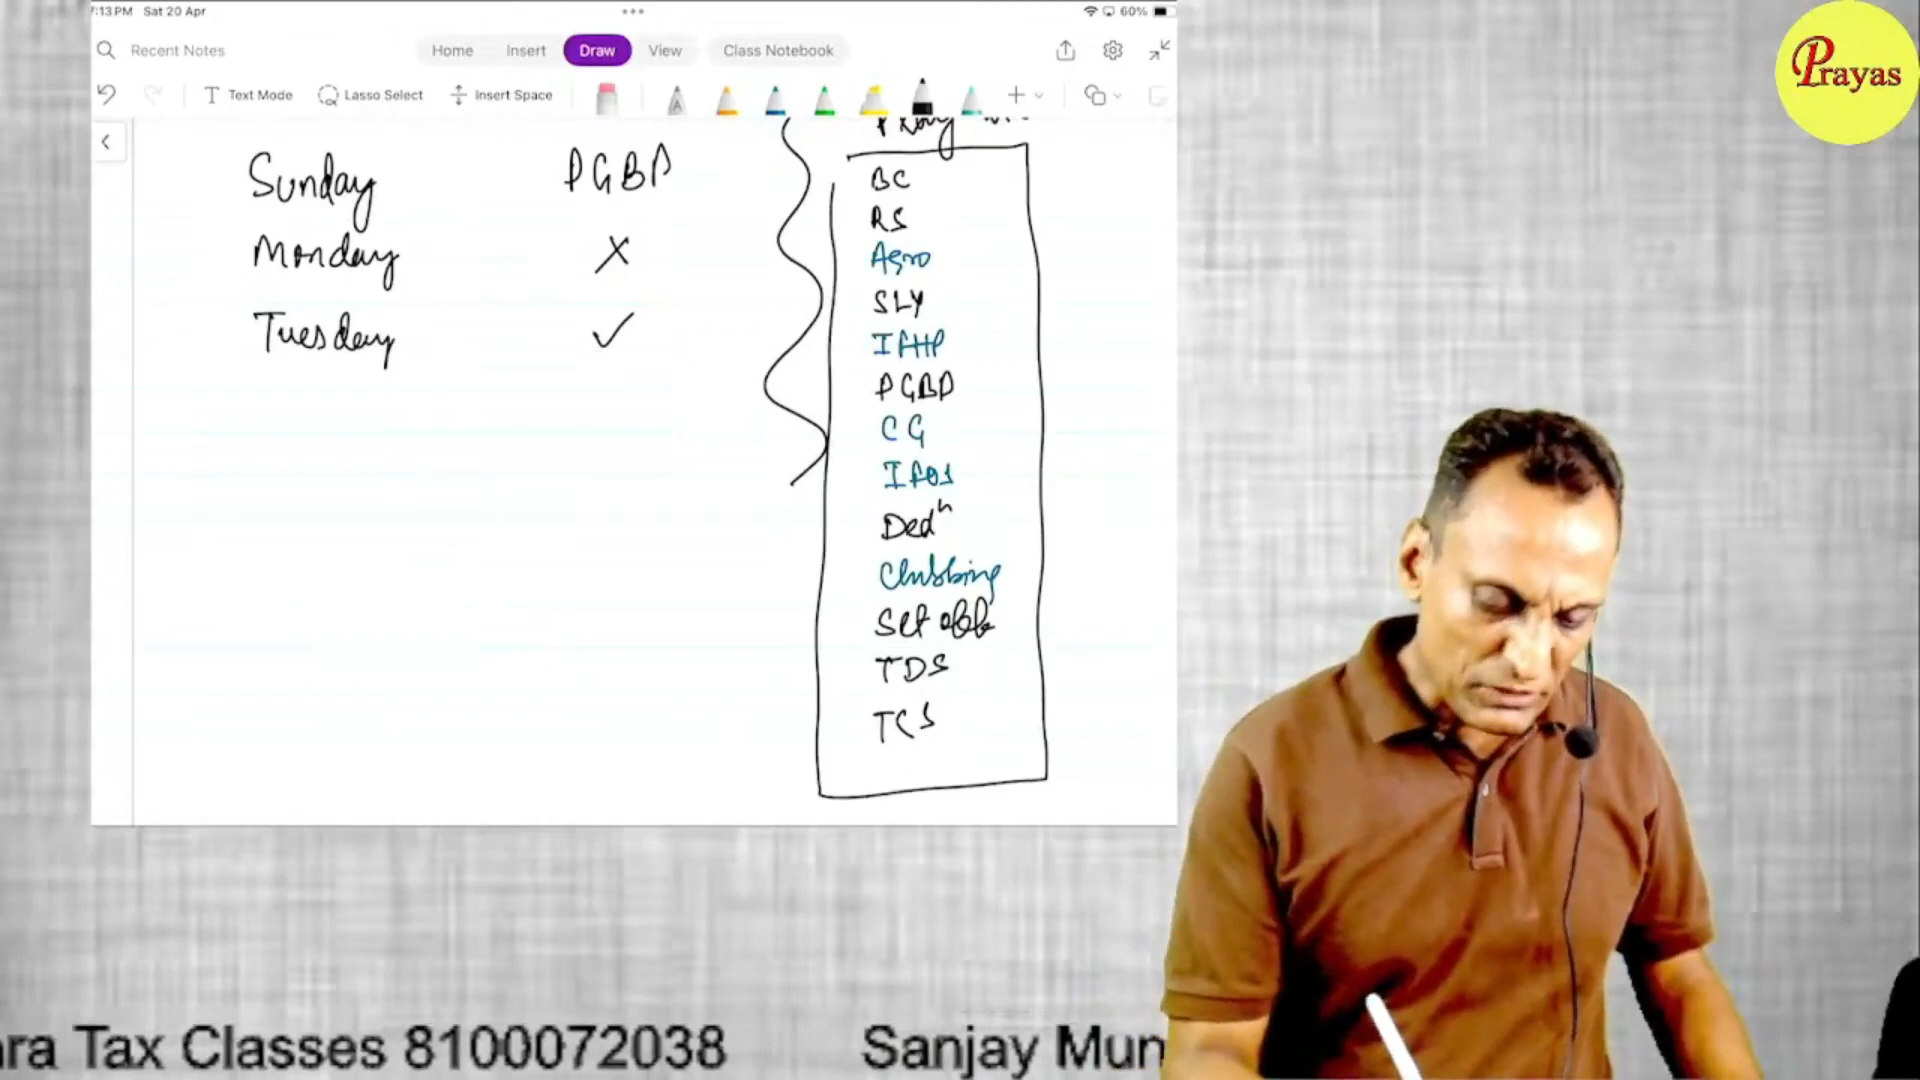 7:13 PM Sat 20 Apr
60%
Recent Notes
Home Insert Draw View Class Notebook
Text Mode Lasso Select Insert Space
Prayas
Sunday PGBP
Monday X
Tuesday ✓
BC
RS
Agro
SLY
IFHP
PGBP
CG
IFOS
Dedⁿ
Clubbing
Set off
TDS
TCS
ra Tax Classes 8100072038 Sanjay Mun